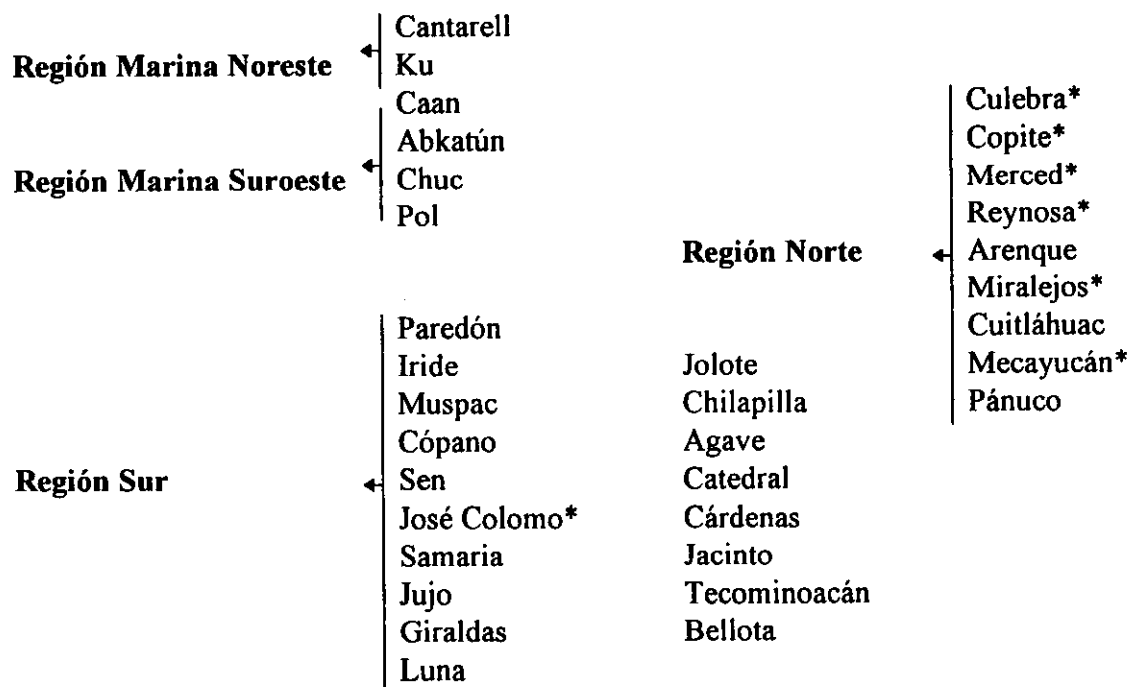 Región Marina Noreste
Cantarell
Ku
Región Marina Suroeste
Caan
Abkatún
Chuc
Pol
Región Norte
Culebra*
Copite*
Merced*
Reynosa*
Arenque
Miralejos*
Cuitláhuac
Mecayucán*
Pánuco
Región Sur
Paredón
Iride
Muspac
Cópano
Sen
José Colomo*
Samaria
Jujo
Giraldas
Luna
Jolote
Chilapilla
Agave
Catedral
Cárdenas
Jacinto
Tecominoacán
Bellota